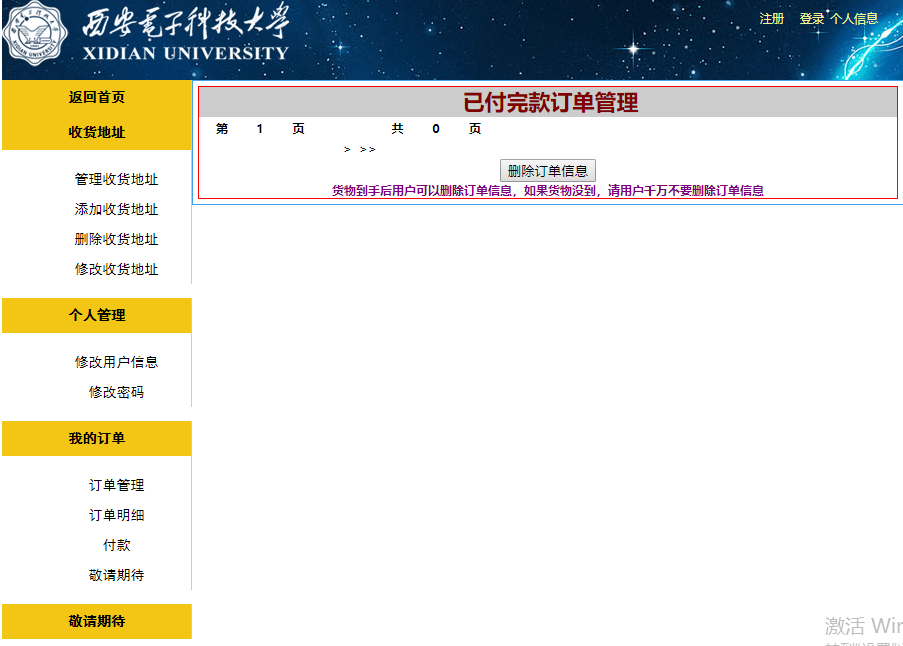 西安電子科技大學
XIDIAN UNIVERSITY
注册 登录 个人信息
返回首页
收货地址
管理收货地址
添加收货地址
删除收货地址
修改收货地址
个人管理
修改用户信息
修改密码
我的订单
订单管理
订单明细
付款
敬请期待
敬请期待
已付完款订单管理
第 1 页 共 0 页
> >>
删除订单信息
货物到手后用户可以删除订单信息，如果货物没到，请用户千万不要删除订单信息
激活 Win